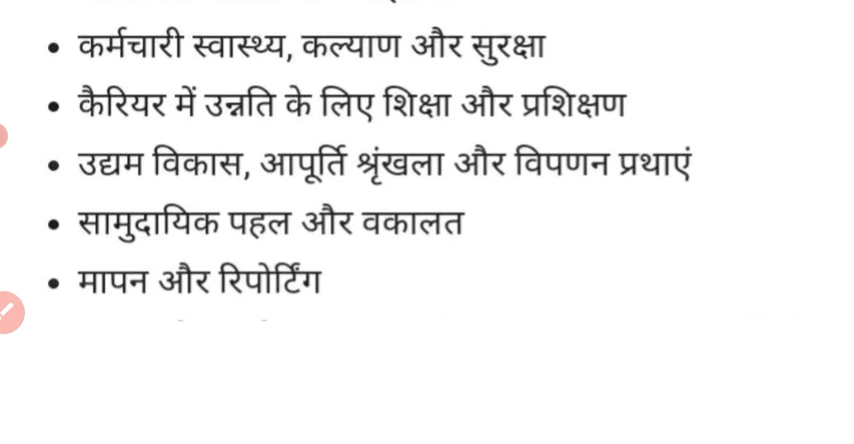 • कर्मचारी स्वास्थ्य, कल्याण और सुरक्षा
• कैरियर में उन्नति के लिए शिक्षा और प्रशिक्षण
• उद्यम विकास, आपूर्ति श्रृंखला और विपणन प्रथाएं
• सामुदायिक पहल और वकालत
• मापन और रिपोर्टिंग